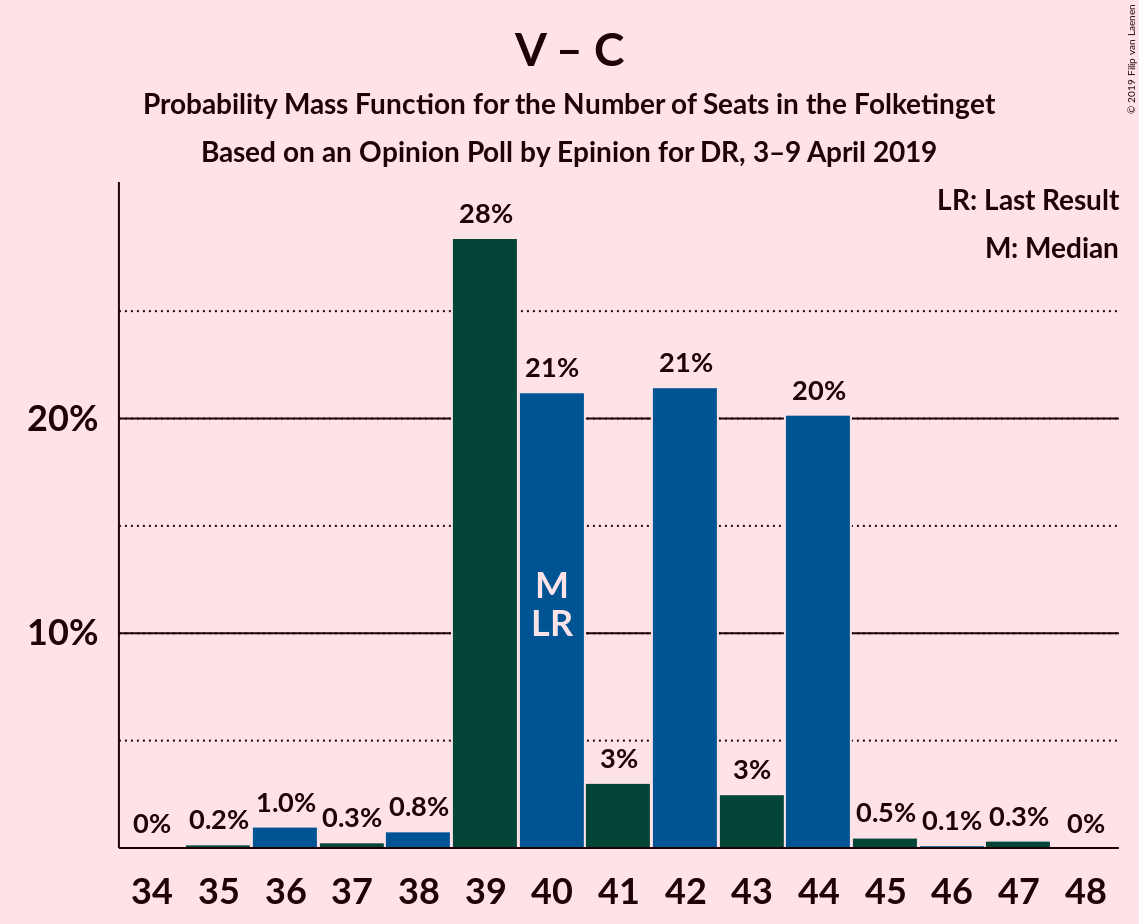 V – C
Probability Mass Function for the Number of Seats in the Folketinget
Based on an Opinion Poll by Epinion for DR, 3–9 April 2019
© 2019 Filip van Laenen
LR: Last Result
M: Median
28%
21%
21%
20%
20%
M
LR
10%
3%
3%
0%
0.2%
1.0%
0.3%
0.8%
0.5%
0.1%
0.3%
0%
34 35 36 37 38 39 40 41 42 43 44 45 46 47 48